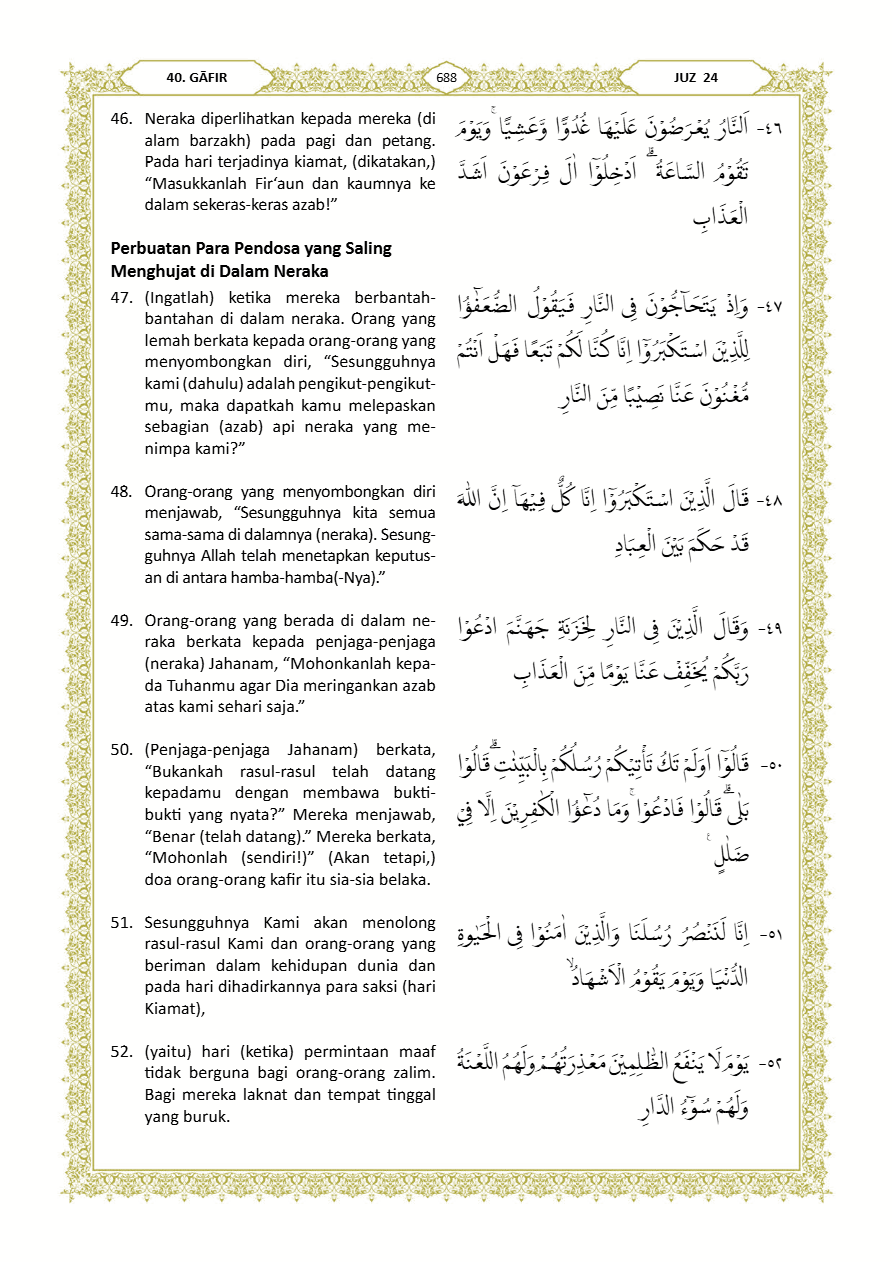 40. GĀFIR
688
JUZ 24
46. Neraka diperlihatkan kepada mereka (di
alam barzakh) pada pagi dan petang.
Pada hari terjadinya kiamat, (dikatakan,)
“Masukkanlah Fir‘aun dan kaumnya ke
dalam sekeras-keras azab!”
٤٦- اَلنَّارُ يُعْرَضُوْنَ عَلَيْهَا غُدُوًّا وَّعَشِيًّا ۚوَيَوْمَ
تَقُوْمُ السَّاعَةُ ۗ اَدْخِلُوْٓا اٰلَ فِرْعَوْنَ اَشَدَّ
الْعَذَابِ
Perbuatan Para Pendosa yang Saling
Menghujat di Dalam Neraka
47. (Ingatlah) ketika mereka berbantah-
bantahan di dalam neraka. Orang yang
lemah berkata kepada orang-orang yang
menyombongkan diri, “Sesungguhnya
kami (dahulu) adalah pengikut-pengikut-
mu, maka dapatkah kamu melepaskan
sebagian (azab) api neraka yang me-
nimpa kami?”
٤٧- وَاِذْ يَتَحَاۤجُّوْنَ فِى النَّارِ فَيَقُوْلُ الضُّعَفٰۤؤُا
لِلَّذِيْنَ اسْتَكْبَرُوْٓا اِنَّا كُنَّا لَكُمْ تَبَعًا فَهَلْ اَنْتُمْ
مُّغْنُوْنَ عَنَّا نَصِيْبًا مِّنَ النَّارِ
48. Orang-orang yang menyombongkan diri
menjawab, “Sesungguhnya kita semua
sama-sama di dalamnya (neraka). Sesung-
guhnya Allah telah menetapkan keputus-
an di antara hamba-hamba(-Nya).”
٤٨- قَالَ الَّذِيْنَ اسْتَكْبَرُوْٓا اِنَّا كُلٌّ فِيْهَآ اِنَّ اللّٰهَ
قَدْ حَكَمَ بَيْنَ الْعِبَادِ
49. Orang-orang yang berada di dalam ne-
raka berkata kepada penjaga-penjaga
(neraka) Jahanam, “Mohonkanlah kepa-
da Tuhanmu agar Dia meringankan azab
atas kami sehari saja.”
٤٩- وَقَالَ الَّذِيْنَ فِى النَّارِ لِخَزَنَةِ جَهَنَّمَ ادْعُوْا
رَبَّكُمْ يُخَفِّفْ عَنَّا يَوْمًا مِّنَ الْعَذَابِ
50. (Penjaga-penjaga Jahanam) berkata,
“Bukankah rasul-rasul telah datang
kepadamu dengan membawa bukti-
bukti yang nyata?” Mereka menjawab,
“Benar (telah datang).” Mereka berkata,
“Mohonlah (sendiri!)” (Akan tetapi,)
doa orang-orang kafir itu sia-sia belaka.
٥٠- قَالُوْٓا اَوَلَمْ تَكُ تَأْتِيْكُمْ رُسُلُكُمْ بِالْبَيِّنٰتِ ۗقَالُوْا
بَلٰى ۗقَالُوْا فَادْعُوْا ۚوَمَا دُعٰۤؤُا الْكٰفِرِيْنَ اِلَّا فِيْ
ضَلٰلٍ ࣖ
51. Sesungguhnya Kami akan menolong
rasul-rasul Kami dan orang-orang yang
beriman dalam kehidupan dunia dan
pada hari dihadirkannya para saksi (hari
Kiamat),
٥١- اِنَّا لَنَنْصُرُ رُسُلَنَا وَالَّذِيْنَ اٰمَنُوْا فِى الْحَيٰوةِ
الدُّنْيَا وَيَوْمَ يَقُوْمُ الْاَشْهَادُۙ
52. (yaitu) hari (ketika) permintaan maaf
tidak berguna bagi orang-orang zalim.
Bagi mereka laknat dan tempat tinggal
yang buruk.
٥٢- يَوْمَ لَا يَنْفَعُ الظّٰلِمِيْنَ مَعْذِرَتُهُمْ وَلَهُمُ اللَّعْنَةُ
وَلَهُمْ سُوْۤءُ الدَّارِ